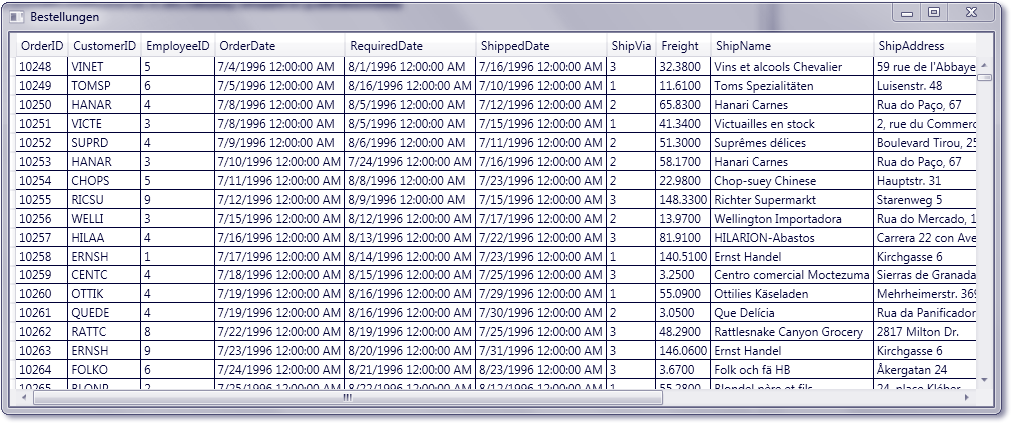 Bestellungen
OrderID CustomerID EmployeeID OrderDate RequiredDate ShippedDate ShipVia Freight ShipName ShipAddress
10248 VINET 5 7/4/1996 12:00:00 AM 8/1/1996 12:00:00 AM 7/16/1996 12:00:00 AM 3 32.3800 Vins et alcools Chevalier 59 rue de l'Abbaye
10249 TOMSP 6 7/5/1996 12:00:00 AM 8/16/1996 12:00:00 AM 7/10/1996 12:00:00 AM 1 11.6100 Toms Spezialitäten Luisenstr. 48
10250 HANAR 4 7/8/1996 12:00:00 AM 8/5/1996 12:00:00 AM 7/12/1996 12:00:00 AM 2 65.8300 Hanari Carnes Rua do Paço, 67
10251 VICTE 3 7/8/1996 12:00:00 AM 8/5/1996 12:00:00 AM 7/15/1996 12:00:00 AM 1 41.3400 Victuailles en stock 2, rue du Commerc
10252 SUPRD 4 7/9/1996 12:00:00 AM 8/6/1996 12:00:00 AM 7/11/1996 12:00:00 AM 2 51.3000 Suprêmes délices Boulevard Tirou, 25
10253 HANAR 3 7/10/1996 12:00:00 AM 7/24/1996 12:00:00 AM 7/16/1996 12:00:00 AM 2 58.1700 Hanari Carnes Rua do Paço, 67
10254 CHOPS 5 7/11/1996 12:00:00 AM 8/8/1996 12:00:00 AM 7/23/1996 12:00:00 AM 2 22.9800 Chop-suey Chinese Hauptstr. 31
10255 RICSU 9 7/12/1996 12:00:00 AM 8/9/1996 12:00:00 AM 7/15/1996 12:00:00 AM 3 148.3300 Richter Supermarkt Starenweg 5
10256 WELLI 3 7/15/1996 12:00:00 AM 8/12/1996 12:00:00 AM 7/17/1996 12:00:00 AM 2 13.9700 Wellington Importadora Rua do Mercado, 1
10257 HILAA 4 7/16/1996 12:00:00 AM 8/13/1996 12:00:00 AM 7/22/1996 12:00:00 AM 3 81.9100 HILARION-Abastos Carrera 22 con Ave
10258 ERNSH 1 7/17/1996 12:00:00 AM 8/14/1996 12:00:00 AM 7/23/1996 12:00:00 AM 1 140.5100 Ernst Handel Kirchgasse 6
10259 CENTC 4 7/18/1996 12:00:00 AM 8/15/1996 12:00:00 AM 7/25/1996 12:00:00 AM 3 3.2500 Centro comercial Moctezuma Sierras de Granada
10260 OTTIK 4 7/19/1996 12:00:00 AM 8/16/1996 12:00:00 AM 7/29/1996 12:00:00 AM 1 55.0900 Ottilies Käseladen Mehrheimerstr. 369
10261 QUEDE 4 7/19/1996 12:00:00 AM 8/16/1996 12:00:00 AM 7/30/1996 12:00:00 AM 2 3.0500 Que Delícia Rua da Panificador
10262 RATTC 8 7/22/1996 12:00:00 AM 8/19/1996 12:00:00 AM 7/25/1996 12:00:00 AM 3 48.2900 Rattlesnake Canyon Grocery 2817 Milton Dr.
10263 ERNSH 9 7/23/1996 12:00:00 AM 8/20/1996 12:00:00 AM 7/31/1996 12:00:00 AM 3 146.0600 Ernst Handel Kirchgasse 6
10264 FOLKO 6 7/24/1996 12:00:00 AM 8/21/1996 12:00:00 AM 8/23/1996 12:00:00 AM 3 3.6700 Folk och fä HB Åkergatan 24
10265 BLONP 2 7/25/1996 12:00:00 AM 8/22/1996 12:00:00 AM 8/12/1996 12:00:00 AM 1 55.2800 Blondel père et fils 24, place Kléber